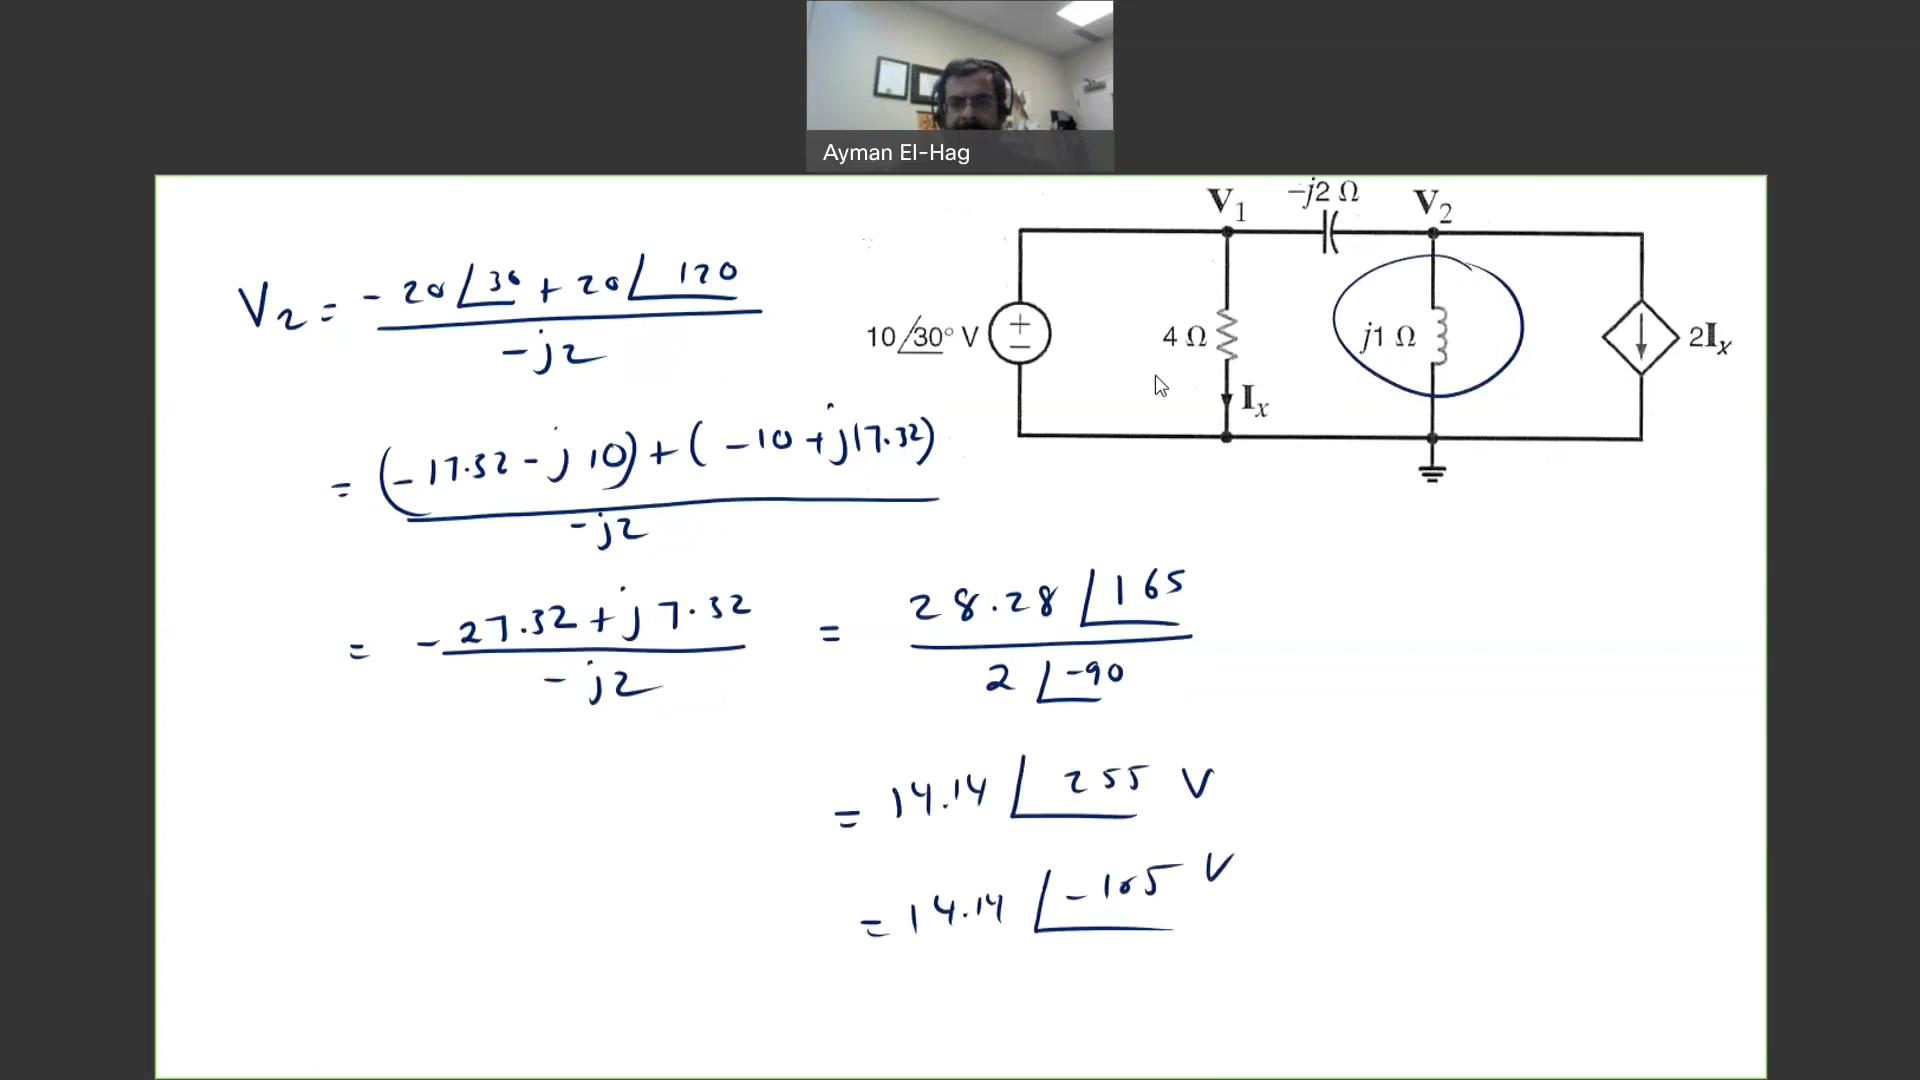 Ayman El-Hag
V₁ -j2 Ω V₂
10∠30° V
+
−
4 Ω
Iₓ
j1 Ω
2Iₓ
V₂ = (- 20∠30 + 20∠120) / (-j2)
= ((-17.32 - j10) + (-10 + j17.32)) / (-j2)
= (-27.32 + j7.32) / (-j2) = (28.28∠165) / (2∠-90)
= 14.14∠255 V
= 14.14∠-105 V